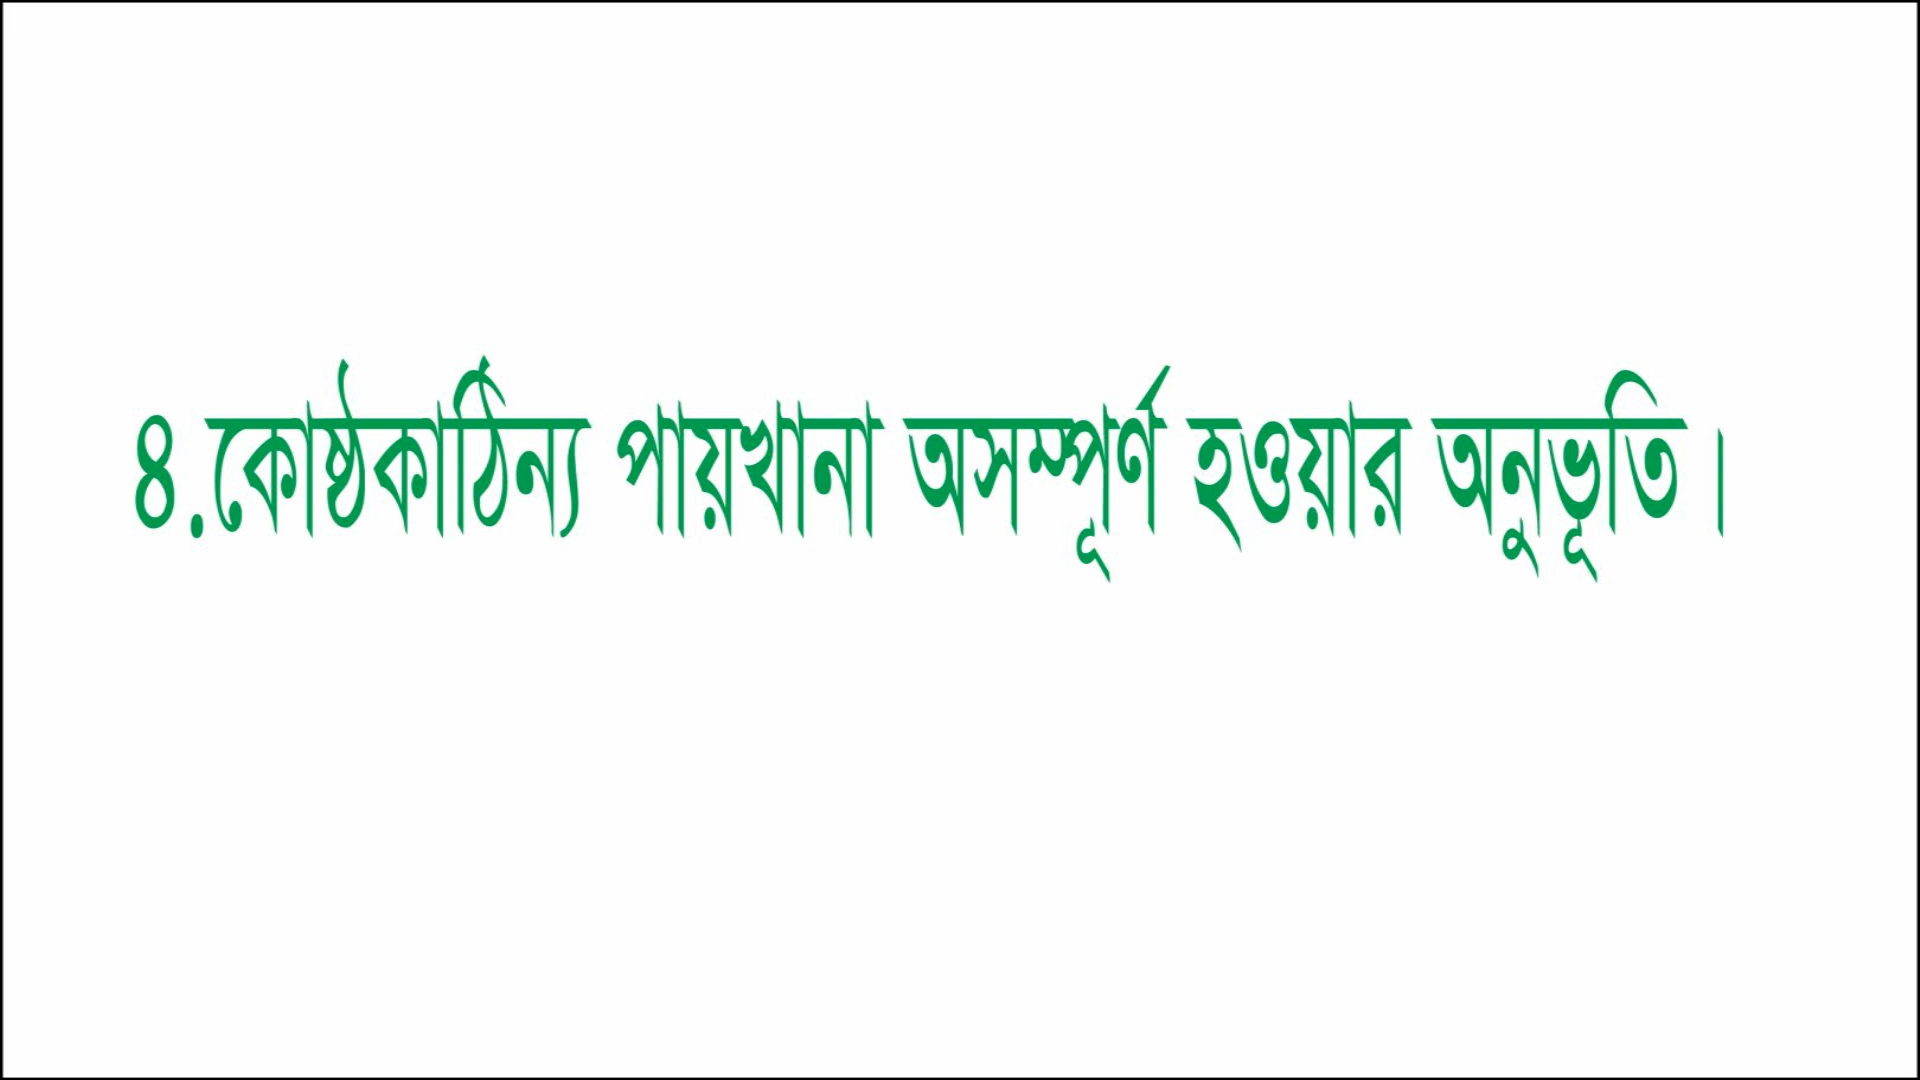 ৪.কোষ্ঠকাঠিন্য পায়খানা অসম্পূর্ণ হওয়ার অনুভূতি।